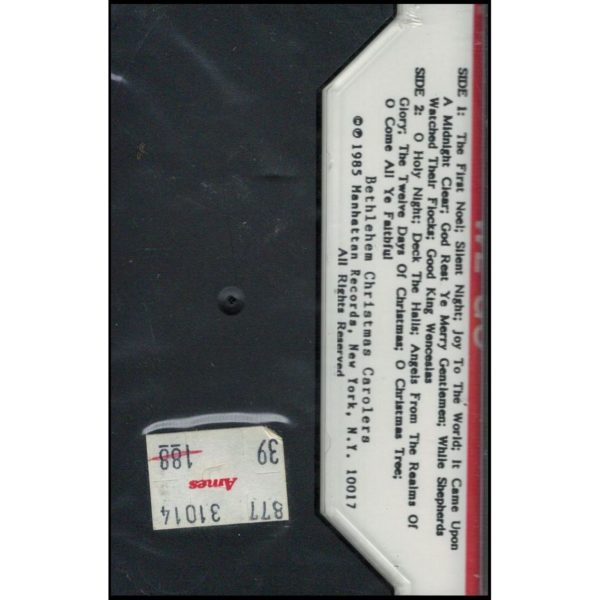 SIDE 1: The First Noel; Silent Night; Joy To The World; It Came Upon
A Midnight Clear; God Rest Ye Merry Gentlemen; While Shepherds
Watched Their Flocks; Good King Wenceslas
SIDE 2: O Holy Night; Deck The Halls; Angels From The Realms Of
Glory; The Twelve Days Of Christmas; O Christmas Tree;
O Come All Ye Faithful
Bethlehem Christmas Carolers
©℗ 1985 Manhattan Records, New York, N.Y. 10017
All Rights Reserved
877 31014
Ames
39 1.88